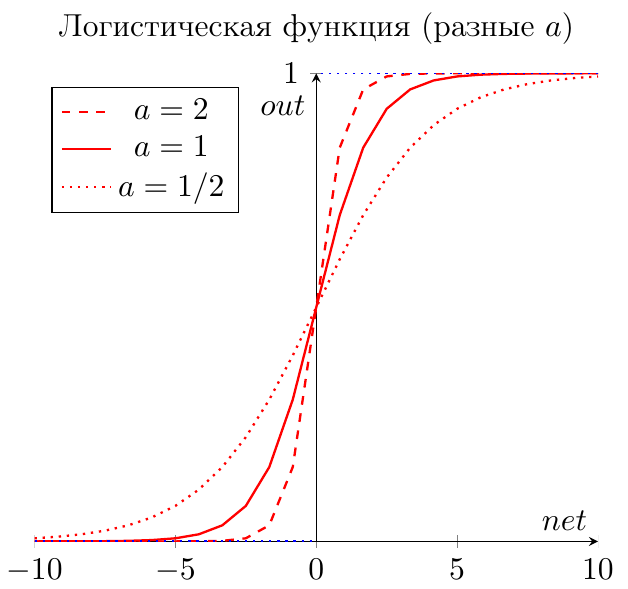 Логистическая функция (разные a)
1
out
a = 2
a = 1
a = 1/2
net
−10 −5 0 5 10